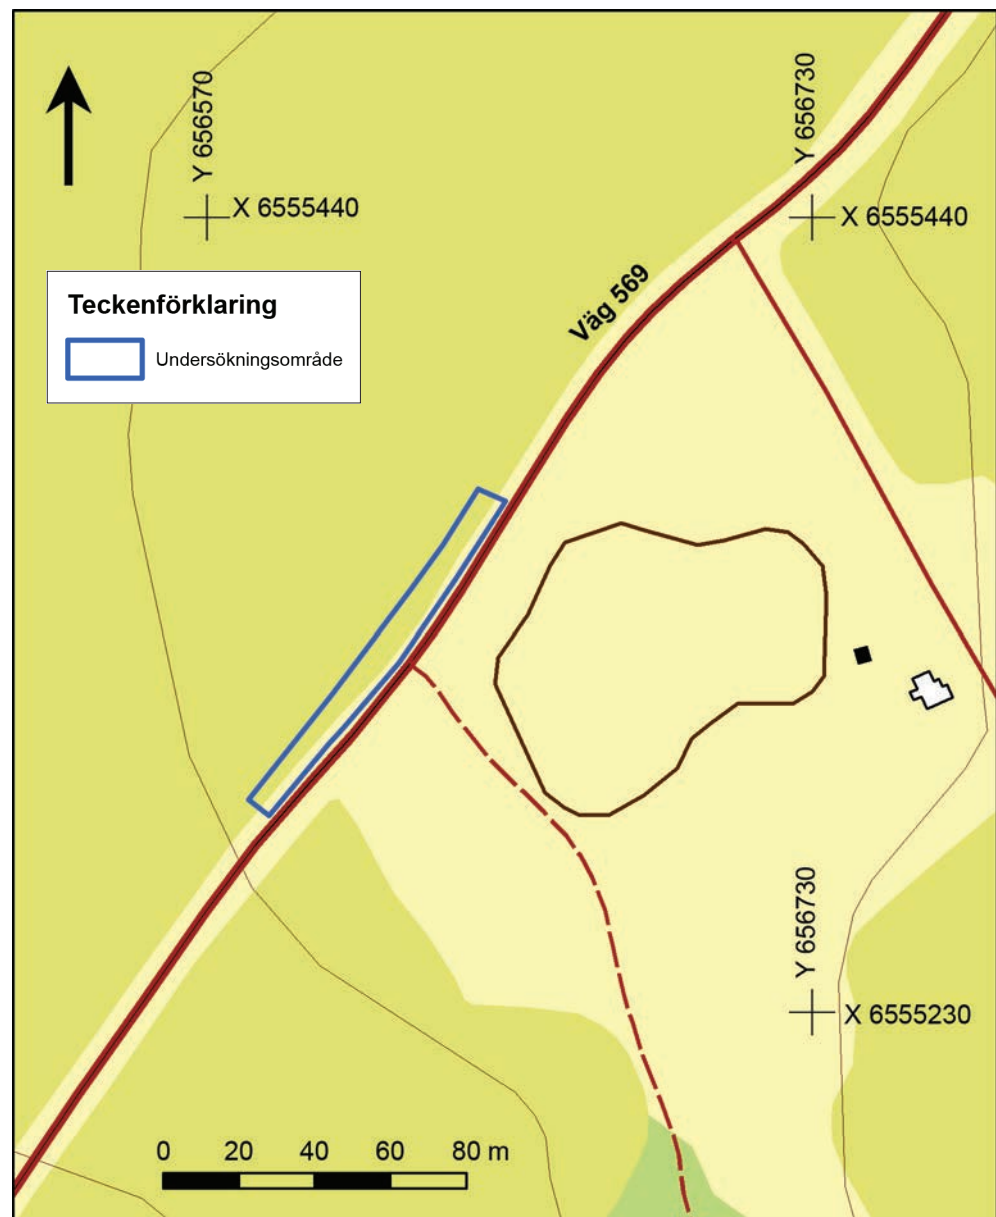 Y 656570
Y 656730
X 6555440
X 6555440
Teckenförklaring
Undersökningsområde
Väg 569
Y 656730
X 6555230
0 20 40 60 80 m